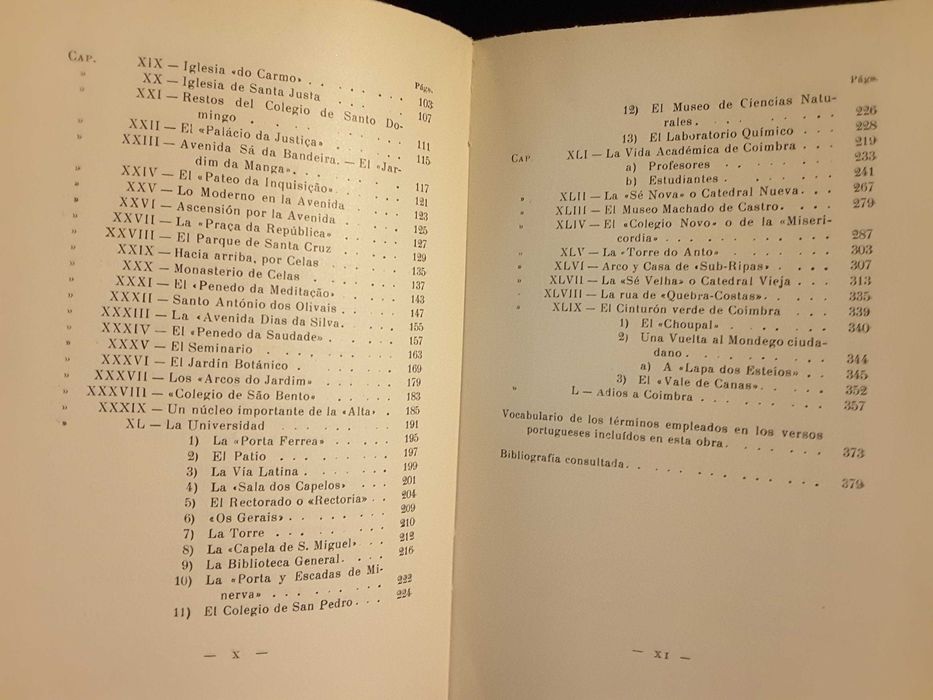 Cap. XIX — Iglesia «do Carmo» . . . . . . . 103
Págs.
» XX — Iglesia de Santa Justa . . . . . 107
XXI — Restos del Colegio de Santo Do-
mingo . . . . . . . . . 111
» XXII — El «Palácio da Justiça» . . . . . 115
» XXIII — Avenida Sá da Bandeira. — El «Jar-
dim da Manga» . . . . . . 117
» XXIV — El «Pateo da Inquisição» . . . . 121
» XXV — Lo Moderno en la Avenida . . . . 123
» XXVI — Ascensión por la Avenida . . . . 125
» XXVII — La «Praça da República» . . . . 127
» XXVIII — El Parque de Santa Cruz . . . . 129
» XXIX — Hacia arriba, por Celas . . . . 135
» XXX — Monasterio de Celas . . . . . 137
» XXXI — El «Penedo da Meditação» . . . . 143
» XXXII — Santo António dos Olivais . . . . 147
» XXXIII — La «Avenida Dias da Silva. . . . 155
» XXXIV — El «Penedo da Saudade» . . . . 157
» XXXV — El Seminario . . . . . . 163
» XXXVI — El Jardín Botánico . . . . . 169
» XXXVII — Los «Arcos do Jardim» . . . . 179
» XXXVIII — «Colegio de São Bento» . . . . 183
» XXXIX — Un núcleo importante de la «Alta» . 185
» XL — La Universidad . . . . . 191
1) La «Porta Ferrea» . . . . . 195
2) El Patio . . . . . . . 197
3) La Vía Latina . . . . . . 199
4) La «Sala dos Capelos» . . . . 201
5) El Rectorado o «Rectoria» . . 204
6) «Os Gerais» . . . . . . . 209
7) La Torre . . . . . . . 210
8) La «Capela de S. Miguel» . . . 212
9) La Biblioteca General . . . . 216
10) La «Porta y Escadas de Mi-
nerva» . . . . . . . . 222
11) El Colegio de San Pedro . . . 224
— X —
Págs.
12) El Museo de Ciencias Natu-
rales . . . . . . . . 226
13) El Laboratorio Químico . . . 228
Cap XLI — La Vida Académica de Coimbra . . 219
a) Profesores . . . . . . 233
b) Estudiantes . . . . . . 241
» XLII — La «Sé Nova» o Catedral Nueva . . . 267
» XLIII — El Museo Machado de Castro. . . . 279
» XLIV — El «Colegio Novo» o de la «Miseri-
cordia» . . . . . . . . . 287
» XLV — La «Torre do Anto» . . . . . 303
» XLVI — Arco y Casa de «Sub-Ripas» . . . . 307
» XLVII — La «Sé Velha» o Catedral Vieja . . . 313
» XLVIII — La rua de «Quebra-Costas» . . . . 335
» XLIX — El Cinturón verde de Coimbra . . . 339
1) El «Choupal» . . . . . . 340
2) Una Vuelta al Mondego ciuda-
dano . . . . . . . . . 344
a) A «Lapa dos Esteios» . . . 345
3) El «Vale de Canas» . . . . . 352
» L — Adios a Coimbra . . . . . . 357
Vocabulario de los términos empleados en los versos
portugueses incluídos en esta obra. . . . . . . 373
Bibliografía consultada. . . . . . . . . . . 379
— XI —